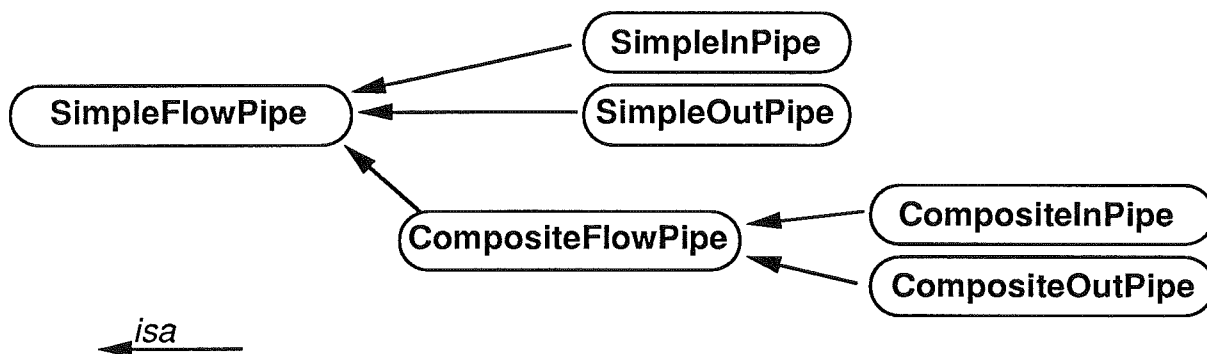 SimpleInPipe
SimpleFlowPipe
SimpleOutPipe
CompositeInPipe
CompositeFlowPipe
CompositeOutPipe
isa